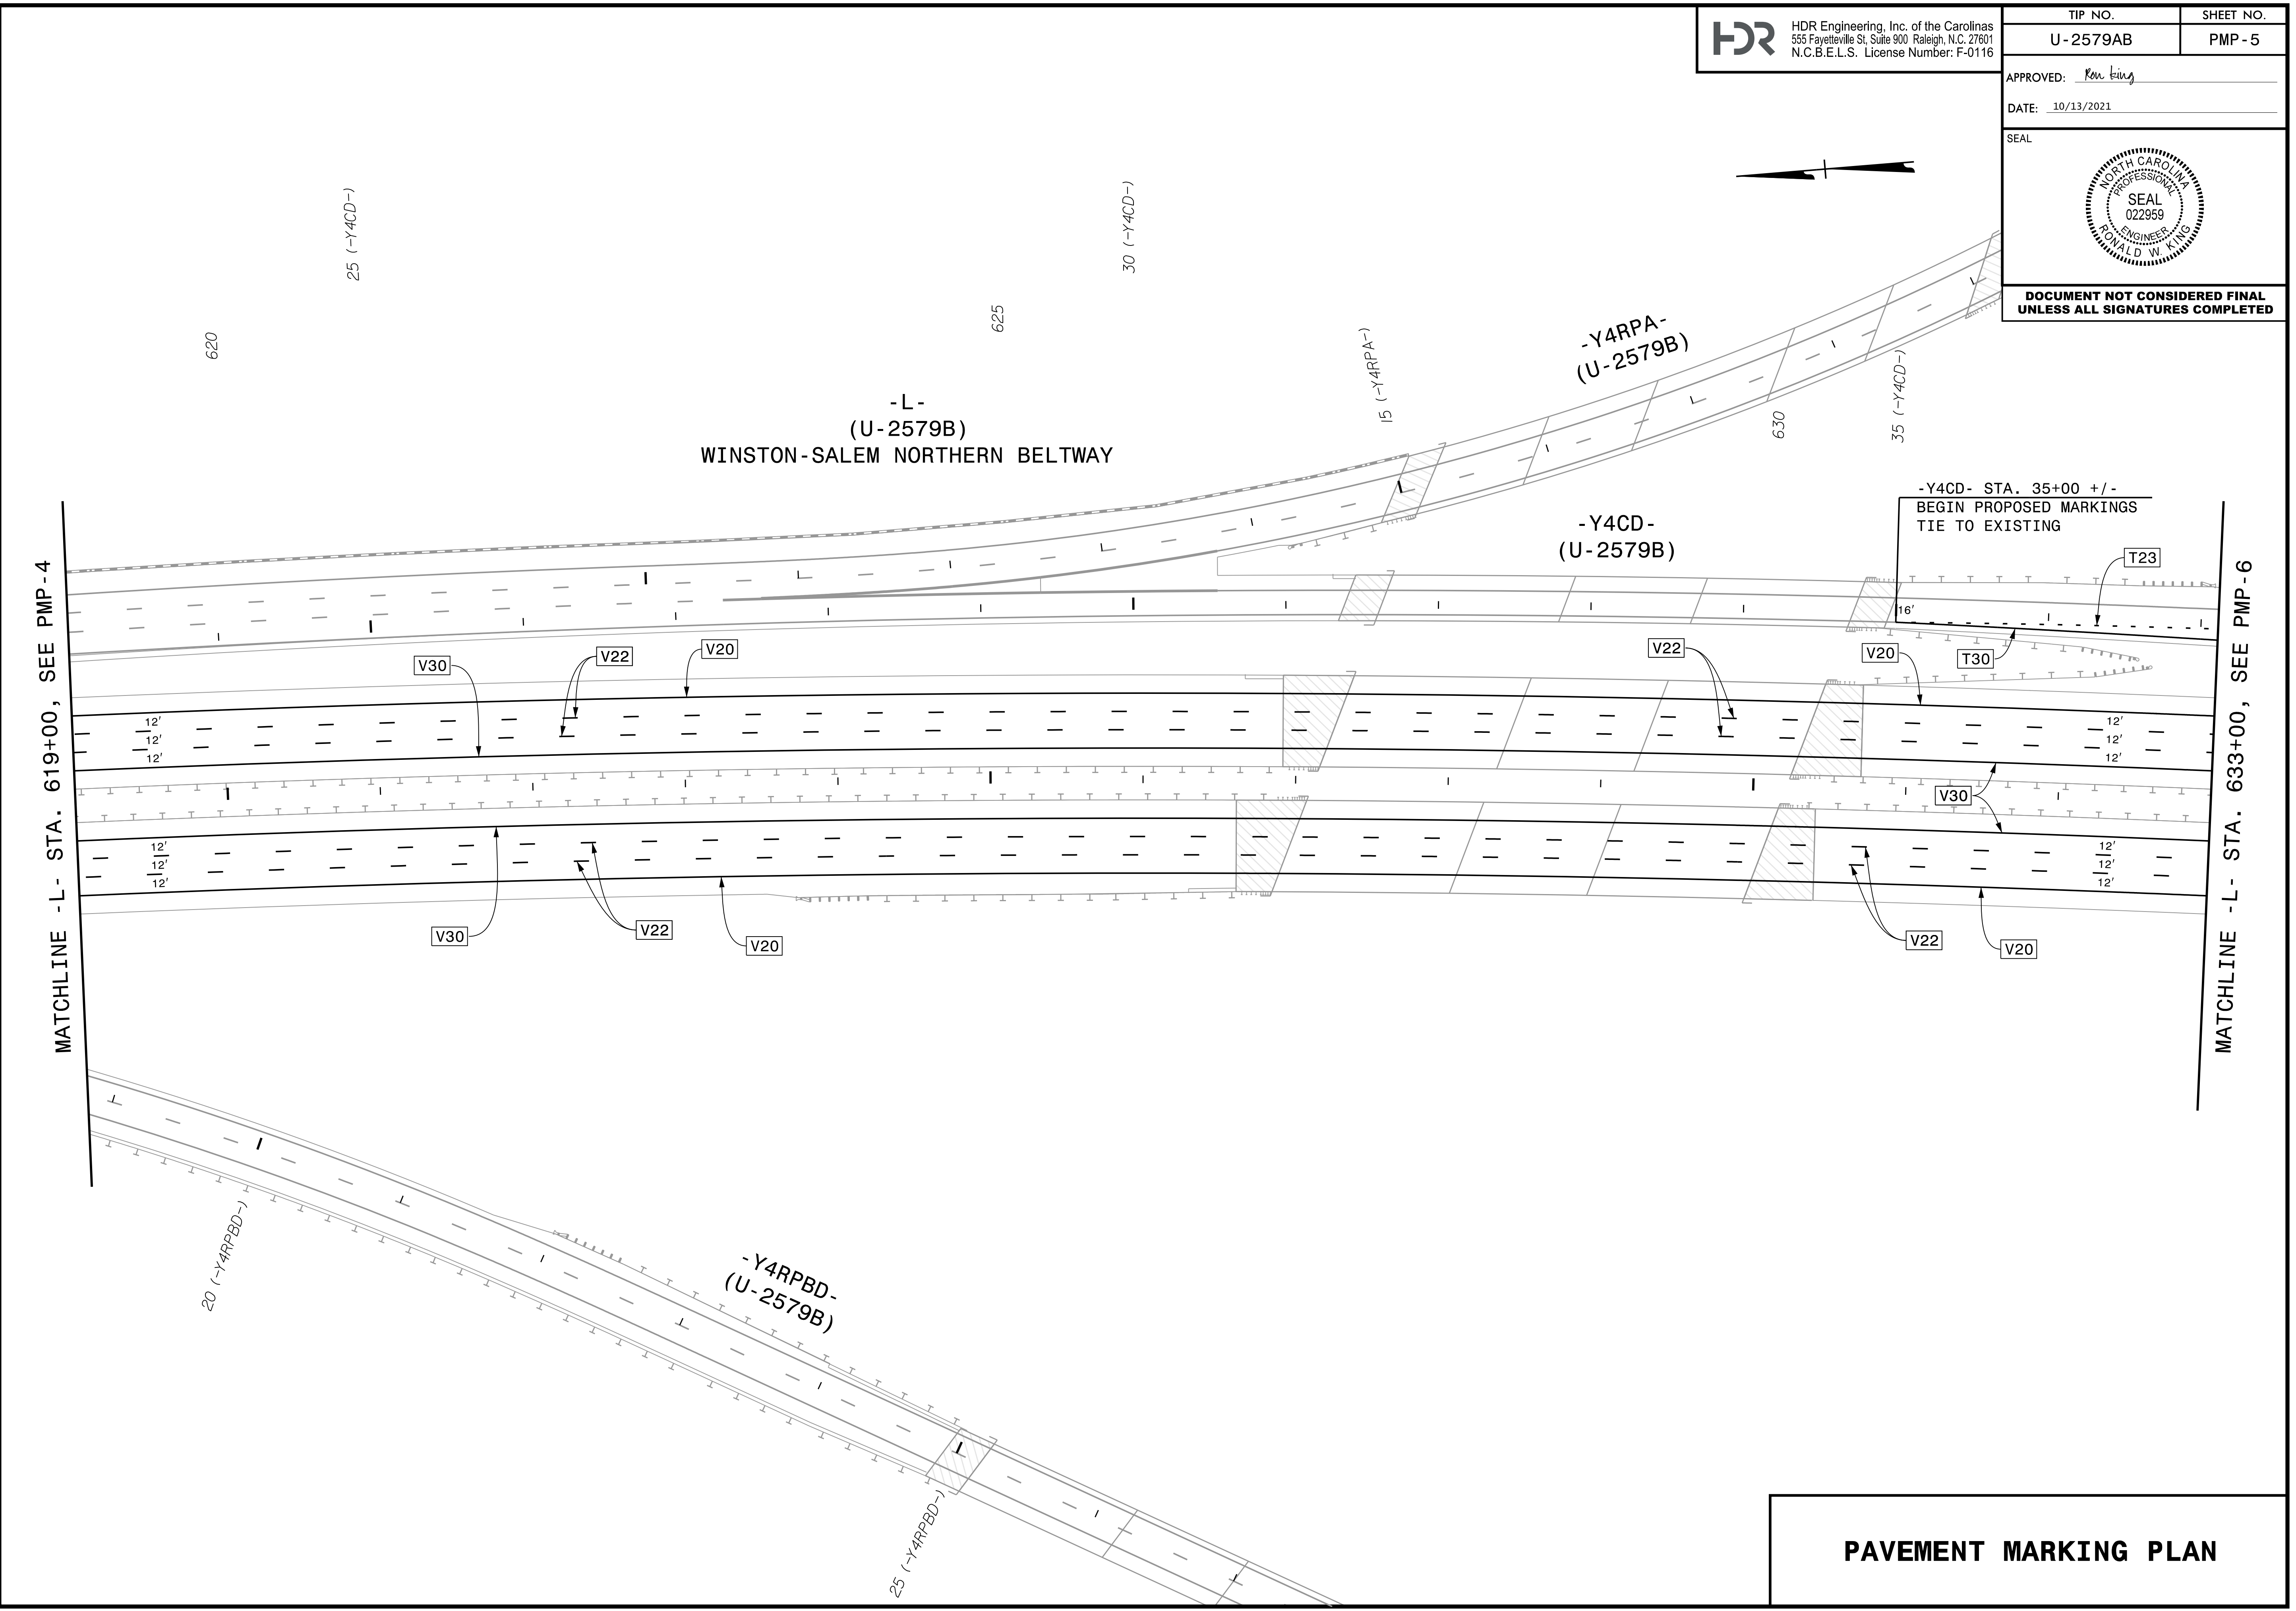 HDR
HDR Engineering, Inc. of the Carolinas
555 Fayetteville St, Suite 900 Raleigh, N.C. 27601
N.C.B.E.L.S. License Number: F-0116
TIP NO.
SHEET NO.
U-2579AB
PMP-5
APPROVED: Ron King
DATE: 10/13/2021
SEAL
NORTH CAROLINA
PROFESSIONAL
SEAL
022959
ENGINEER
RONALD W. KING
DOCUMENT NOT CONSIDERED FINAL
UNLESS ALL SIGNATURES COMPLETED
25 (-Y4CD-)
30 (-Y4CD-)
620
625
15 (-Y4RPA-)
-Y4RPA-
(U-2579B)
630
35 (-Y4CD-)
-L-
(U-2579B)
WINSTON-SALEM NORTHERN BELTWAY
-Y4CD- STA. 35+00 +/-
BEGIN PROPOSED MARKINGS
TIE TO EXISTING
-Y4CD-
(U-2579B)
T23
16'
MATCHLINE -L- STA. 619+00, SEE PMP-4
MATCHLINE -L- STA. 633+00, SEE PMP-6
V30
V22
V20
V22
V20
T30
12'
12'
12'
12'
12'
12'
V30
12'
12'
12'
12'
12'
12'
V30
V22
V20
V22
V20
20 (-Y4RPBD-)
-Y4RPBD-
(U-2579B)
25 (-Y4RPBD-)
PAVEMENT MARKING PLAN